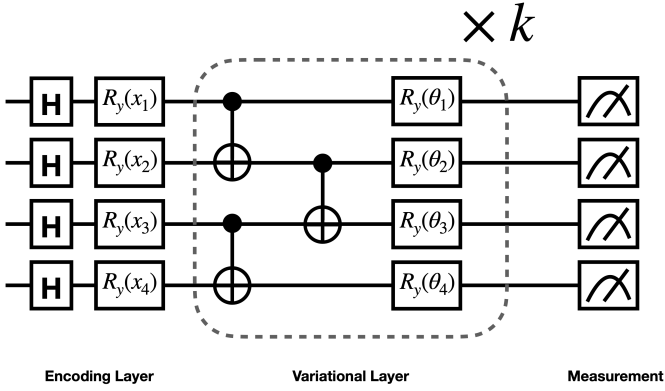 × k
H R_y(x_1) R_y(θ_1)
H R_y(x_2) R_y(θ_2)
H R_y(x_3) R_y(θ_3)
H R_y(x_4) R_y(θ_4)
Encoding Layer Variational Layer Measurement